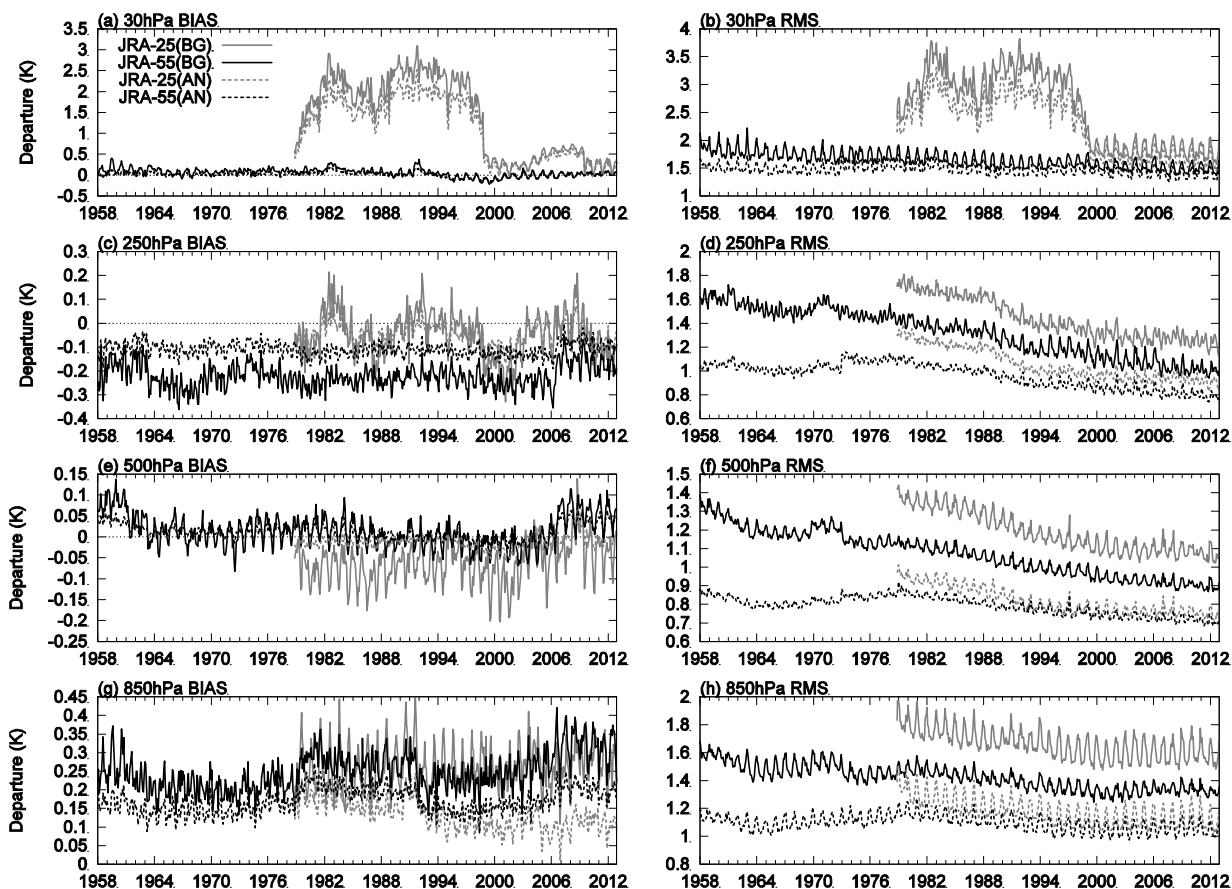 (a) 30hPa BIAS
Departure (K)
3.5
3
2.5
2
1.5
1
0.5
0
-0.5
JRA-25(BG)
JRA-55(BG)
JRA-25(AN)
JRA-55(AN)
1958 1964 1970 1976 1982 1988 1994 2000 2006 2012
(b) 30hPa RMS
4
3.5
3
2.5
2
1.5
1
1958 1964 1970 1976 1982 1988 1994 2000 2006 2012
(c) 250hPa BIAS
Departure (K)
0.3
0.2
0.1
0
-0.1
-0.2
-0.3
-0.4
1958 1964 1970 1976 1982 1988 1994 2000 2006 2012
(d) 250hPa RMS
2
1.8
1.6
1.4
1.2
1
0.8
0.6
1958 1964 1970 1976 1982 1988 1994 2000 2006 2012
(e) 500hPa BIAS
Departure (K)
0.15
0.1
0.05
0
-0.05
-0.1
-0.15
-0.2
-0.25
1958 1964 1970 1976 1982 1988 1994 2000 2006 2012
(f) 500hPa RMS
1.5
1.4
1.3
1.2
1.1
1
0.9
0.8
0.7
0.6
1958 1964 1970 1976 1982 1988 1994 2000 2006 2012
(g) 850hPa BIAS
Departure (K)
0.45
0.4
0.35
0.3
0.25
0.2
0.15
0.1
0.05
0
1958 1964 1970 1976 1982 1988 1994 2000 2006 2012
(h) 850hPa RMS
2
1.8
1.6
1.4
1.2
1
0.8
1958 1964 1970 1976 1982 1988 1994 2000 2006 2012